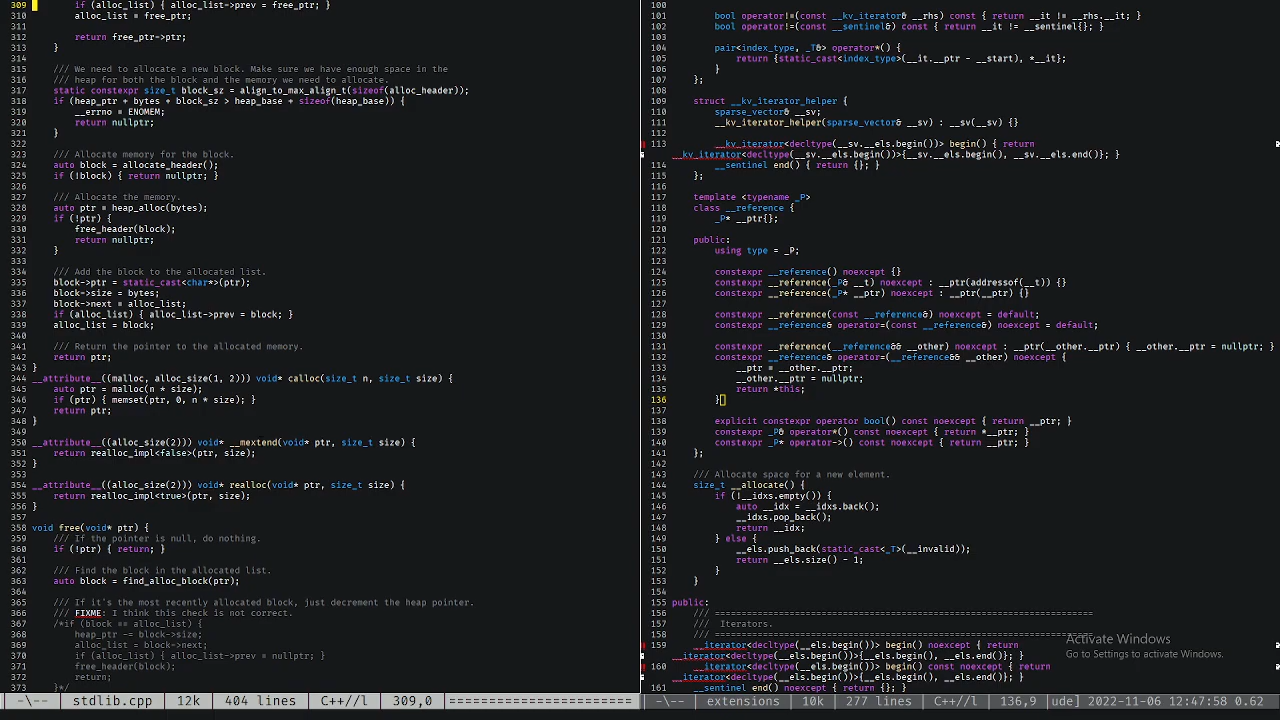 309         if (alloc_list) { alloc_list->prev = free_ptr; }
310         alloc_list = free_ptr;
311
312         return free_ptr->ptr;
313     }
314
315     /// We need to allocate a new block. Make sure we have enough space in the
316     /// heap for both the block and the memory we need to allocate.
317     static constexpr size_t block_sz = align_to_max_align_t(sizeof(alloc_header));
318     if (heap_ptr + bytes + block_sz > heap_base + sizeof(heap_base)) {
319         __errno = ENOMEM;
320         return nullptr;
321     }
322
323     /// Allocate memory for the block.
324     auto block = allocate_header();
325     if (!block) { return nullptr; }
326
327     /// Allocate the memory.
328     auto ptr = heap_alloc(bytes);
329     if (!ptr) {
330         free_header(block);
331         return nullptr;
332     }
333
334     /// Add the block to the allocated list.
335     block->ptr = static_cast<char*>(ptr);
336     block->size = bytes;
337     block->next = alloc_list;
338     if (alloc_list) { alloc_list->prev = block; }
339     alloc_list = block;
340
341     /// Return the pointer to the allocated memory.
342     return ptr;
343 }
344 __attribute__((malloc, alloc_size(1, 2))) void* calloc(size_t n, size_t size) {
345     auto ptr = malloc(n * size);
346     if (ptr) { memset(ptr, 0, n * size); }
347     return ptr;
348 }
349
350 __attribute__((alloc_size(2))) void* __mextend(void* ptr, size_t size) {
351     return realloc_impl<false>(ptr, size);
352 }
353
354 __attribute__((alloc_size(2))) void* realloc(void* ptr, size_t size) {
355     return realloc_impl<true>(ptr, size);
356 }
357
358 void free(void* ptr) {
359     /// If the pointer is null, do nothing.
360     if (!ptr) { return; }
361
362     /// Find the block in the allocated list.
363     auto block = find_alloc_block(ptr);
364
365     /// If it's the most recently allocated block, just decrement the heap pointer.
366     /// FIXME: I think this check is not correct.
367     /*if (block == alloc_list) {
368         heap_ptr -= block->size;
369         alloc_list = block->next;
370         if (alloc_list) { alloc_list->prev = nullptr; }
371         free_header(block);
372         return;
373     }*/
-\-- stdlib.cpp 12k 404 lines C++//l 309,0 =============================
100
101         bool operator!=(const __kv_iterator& __rhs) const { return __it != __rhs.__it; }
102         bool operator!=(const __sentinel&) const { return __it != __sentinel{}; }
103
104         pair<index_type, _T&> operator*() {
105             return {static_cast<index_type>(__it.__ptr - __start), *__it};
106         }
107     };
108
109     struct __kv_iterator_helper {
110         sparse_vector& __sv;
111         __kv_iterator_helper(sparse_vector& __sv) : __sv(__sv) {}
112
113         __kv_iterator<decltype(__sv.__els.begin())> begin() { return
__kv_iterator<decltype(__sv.__els.begin())>{__sv.__els.begin(), __sv.__els.end()}; }
114         __sentinel end() { return {}; }
115     };
116
117     template <typename _P>
118     class __reference {
119         _P* __ptr{};
120
121     public:
122         using type = _P;
123
124         constexpr __reference() noexcept {}
125         constexpr __reference(_P& __t) noexcept : __ptr(addressof(__t)) {}
126         constexpr __reference(_P* __ptr) noexcept : __ptr(__ptr) {}
127
128         constexpr __reference(const __reference&) noexcept = default;
129         constexpr __reference& operator=(const __reference&) noexcept = default;
130
131         constexpr __reference(__reference&& __other) noexcept : __ptr(__other.__ptr) { __other.__ptr = nullptr; }
132         constexpr __reference& operator=(__reference&& __other) noexcept {
133             __ptr = __other.__ptr;
134             __other.__ptr = nullptr;
135             return *this;
136         }
137
138         explicit constexpr operator bool() const noexcept { return __ptr; }
139         constexpr _P& operator*() const noexcept { return *__ptr; }
140         constexpr _P* operator->() const noexcept { return __ptr; }
141     };
142
143     /// Allocate space for a new element.
144     size_t __allocate() {
145         if (!__idxs.empty()) {
146             auto __idx = __idxs.back();
147             __idxs.pop_back();
148             return __idx;
149         } else {
150             __els.push_back(static_cast<_T>(__invalid));
151             return __els.size() - 1;
152         }
153     }
154
155 public:
156     /// =======================================================================
157     ///  Iterators.
158     /// =======================================================================
159     __iterator<decltype(__els.begin())> begin() noexcept { return
__iterator<decltype(__els.begin())>{__els.begin(), __els.end()}; }
160     __iterator<decltype(__els.begin())> begin() const noexcept { return
__iterator<decltype(__els.begin())>{__els.begin(), __els.end()}; }
161     __sentinel end() noexcept { return {}; }
-\-- extensions 10k 277 lines C++//l 136,9 ude] 2022-11-06 12:47:58 0.62
Activate Windows
Go to Settings to activate Windows.